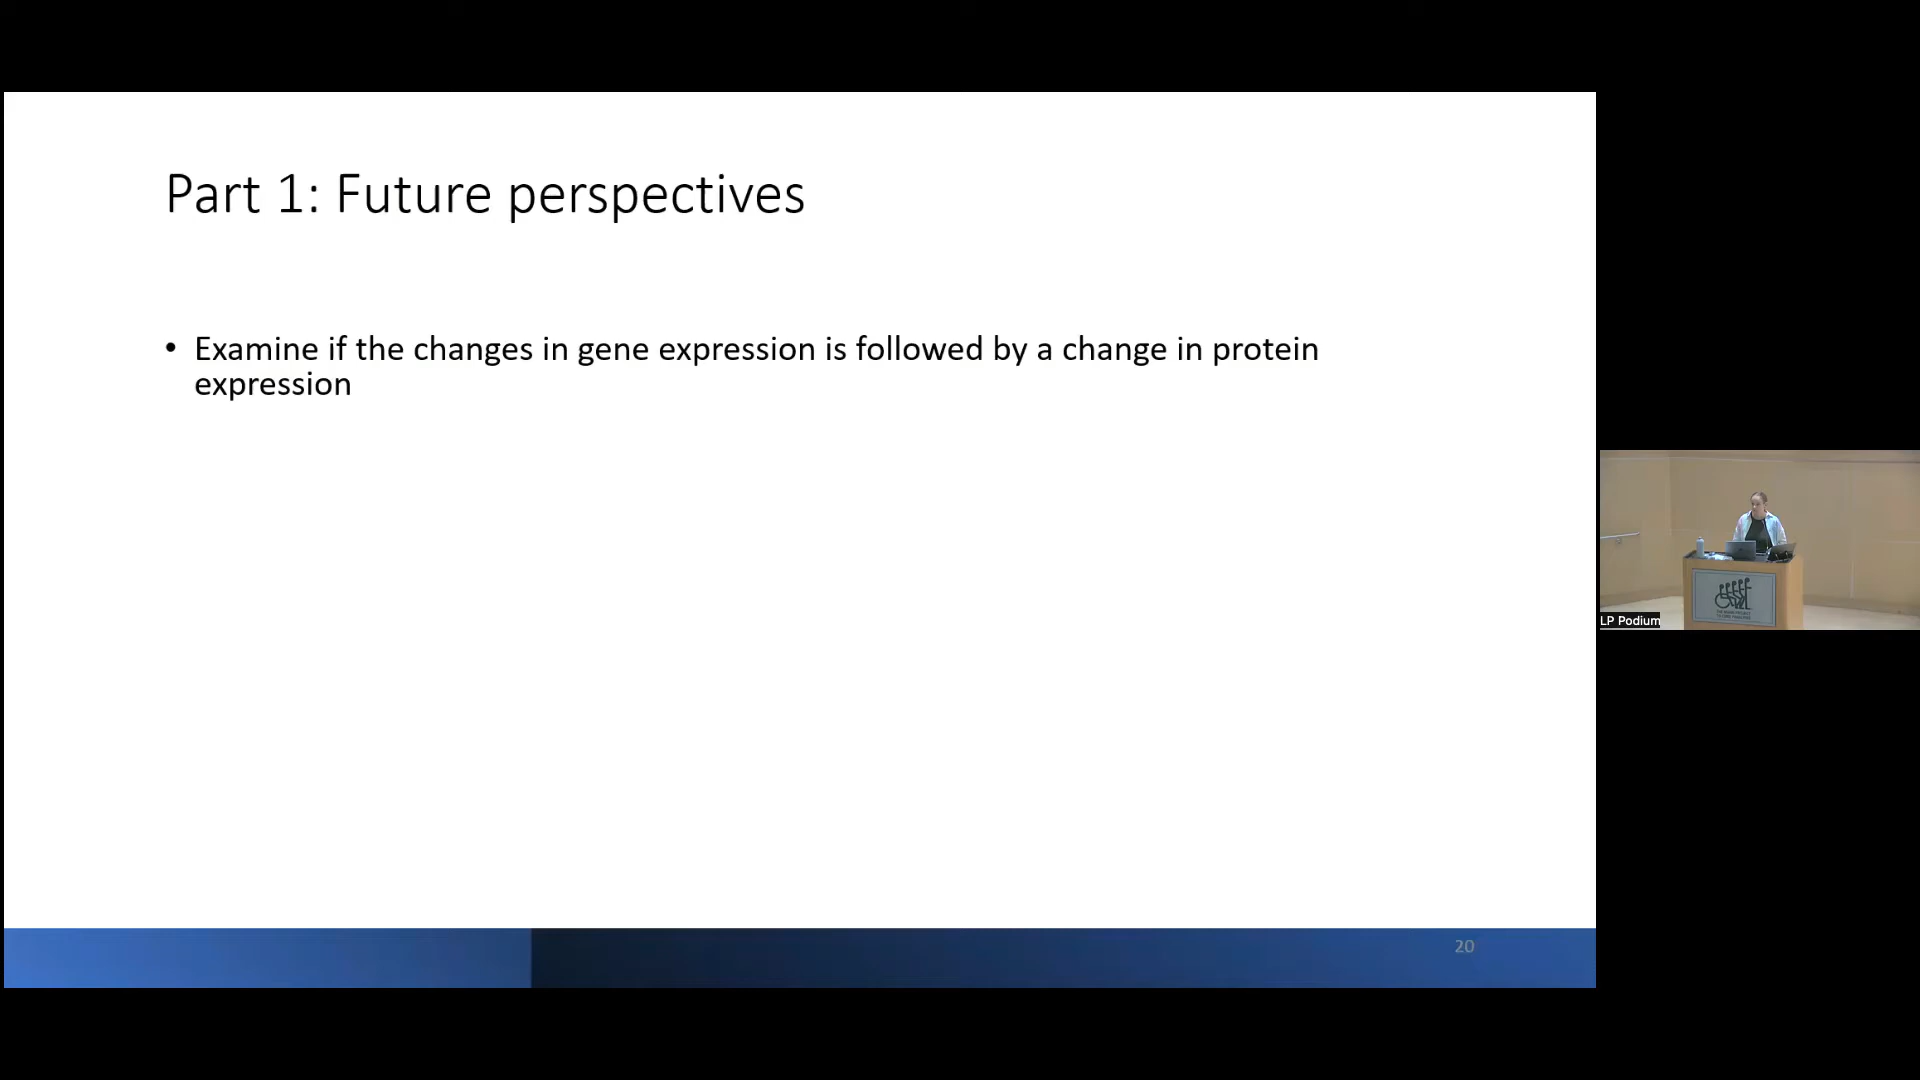 Part 1: Future perspectives
• Examine if the changes in gene expression is followed by a change in protein
expression
20
LP Podium